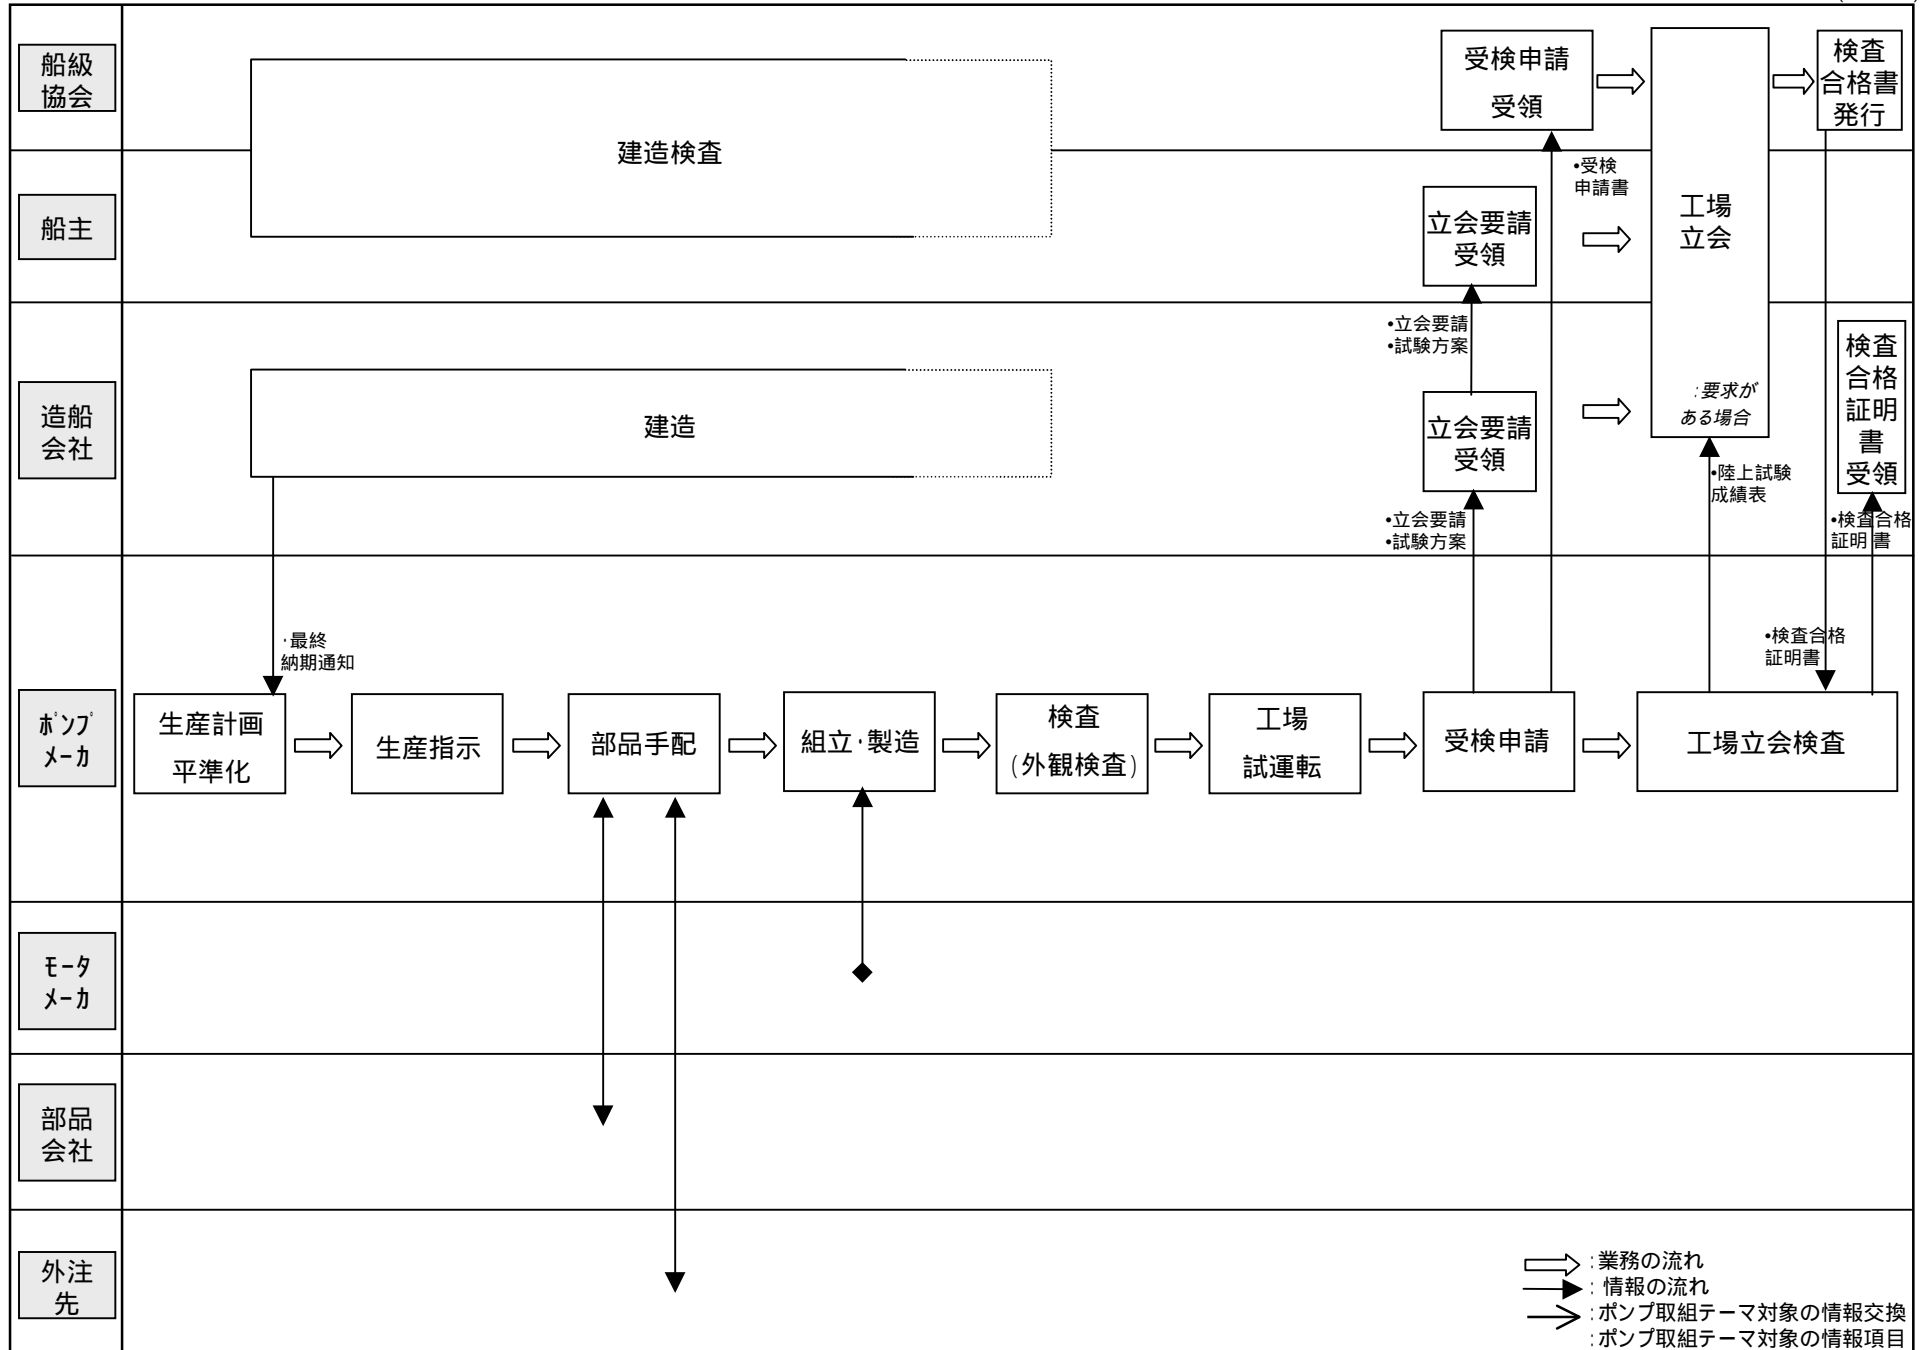 船級
協会
建造検査
受検申請
受領
検査
合格書
発行
•受検
申請書
船主
立会要請
受領
工場
立会
•立会要請
•試験方案
造船
会社
建造
立会要請
受領
:要求が
ある場合
検査
合格
証明
書
受領
•陸上試験
成績表
•立会要請
•試験方案
•検査合格
証明 書
・最終
納期通知
•検査合格
証明書
ﾎﾟﾝﾌﾟ
ﾒｰｶ
生産計画
平準化
生産指示
部品手配
組立・製造
検査
(外観検査)
工場
試運転
受検申請
工場立会検査
ﾓｰﾀ
ﾒｰｶ
部品
会社
外注
先
:業務の流れ
: 情報の流れ
:ポンプ取組テーマ対象の情報交換
:ポンプ取組テーマ対象の情報項目